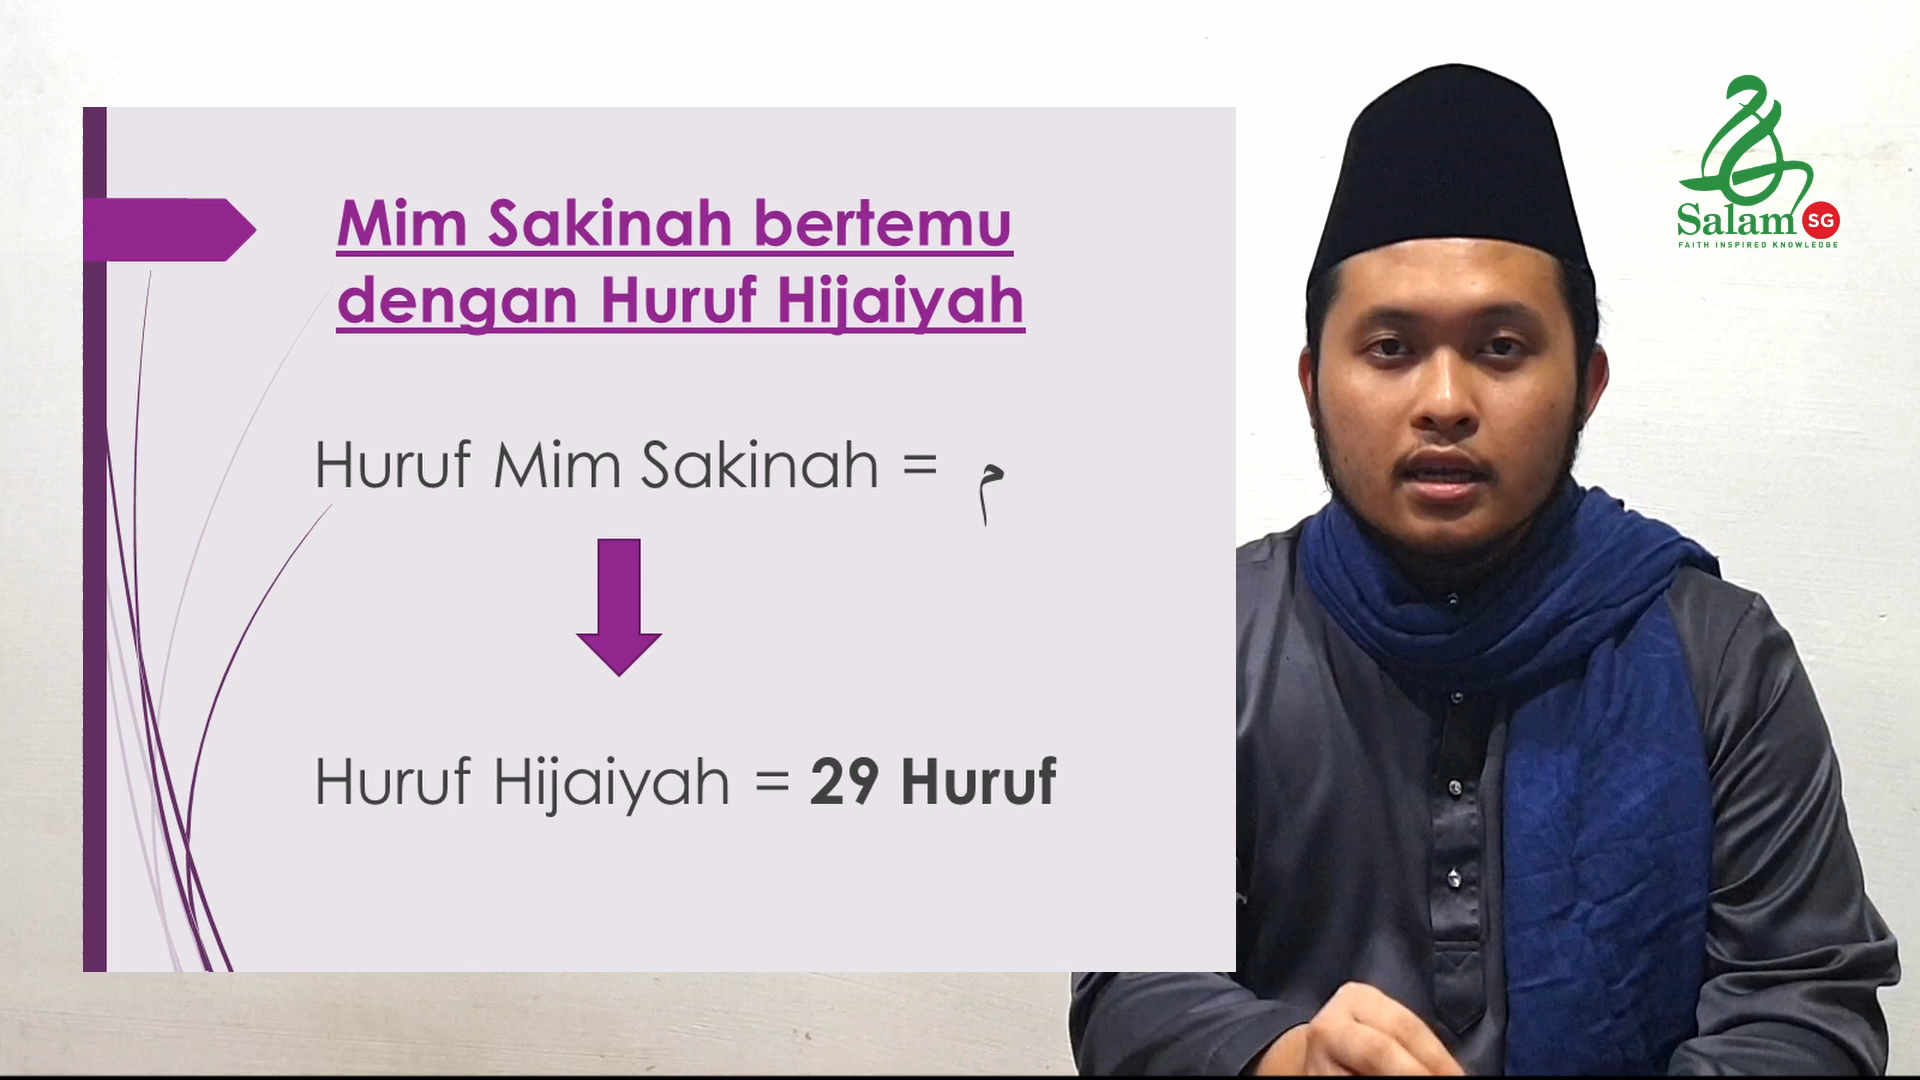 Mim Sakinah bertemu
dengan Huruf Hijaiyah
Huruf Mim Sakinah = م
Huruf Hijaiyah = 29 Huruf
Salam SG
FAITH INSPIRED KNOWLEDGE